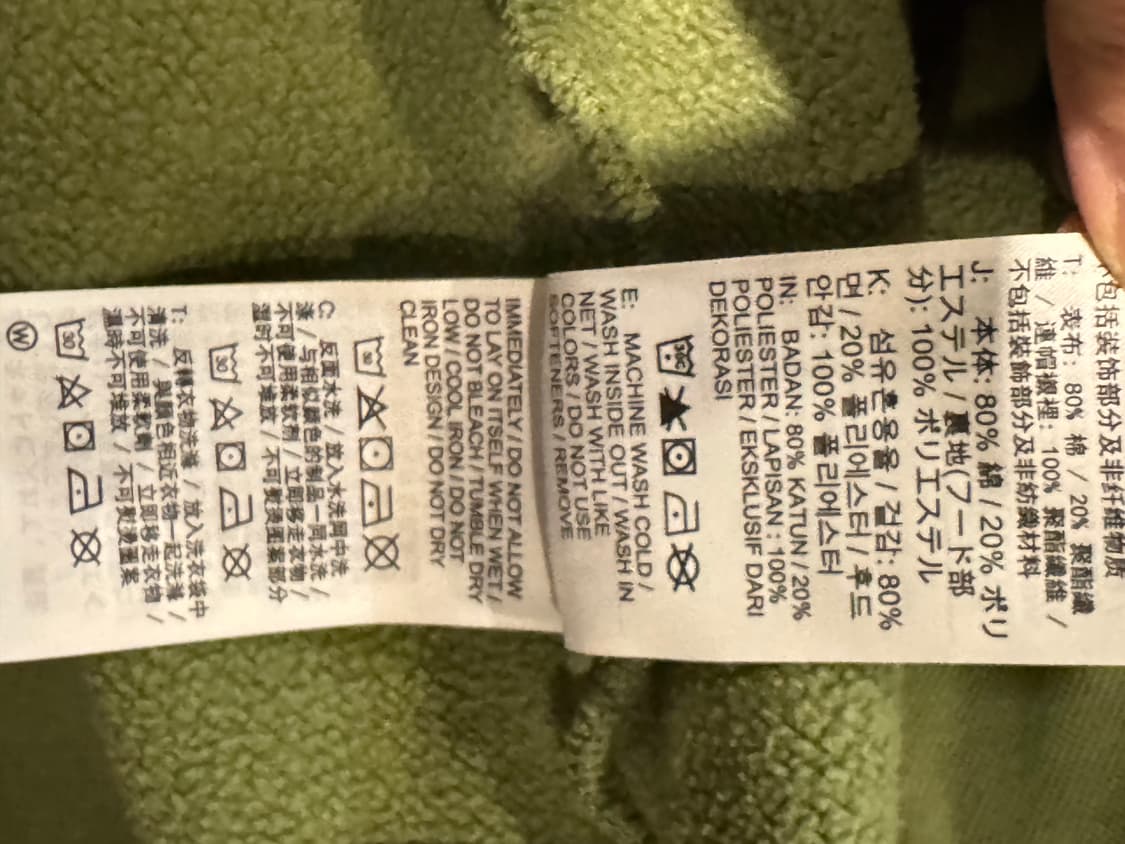 包括装饰部分及非纤维物质
T: 表布: 80% 棉 / 20% 聚酯纖
維 / 連帽襯裡: 100% 聚酯纖維 /
不包括裝飾部分及非紡織材料
J: 本体: 80% 綿 / 20% ポリ
エステル / 裏地(フード部
分): 100% ポリエステル
K: 섬유혼용율 / 겉감: 80%
면 / 20% 폴리에스터 / 후드
안감: 100% 폴리에스터
IN: BADAN: 80% KATUN / 20%
POLIESTER / LAPISAN : 100%
POLIESTER / EKSKLUSIF DARI
DEKORASI
E: MACHINE WASH COLD /
WASH INSIDE OUT / WASH IN
NET / WASH WITH LIKE
COLORS / DO NOT USE
SOFTENERS / REMOVE
IMMEDIATELY / DO NOT ALLOW
TO LAY ON ITSELF WHEN WET /
DO NOT BLEACH / TUMBLE DRY
LOW / COOL IRON / DO NOT
IRON DESIGN / DO NOT DRY
CLEAN
30
C: 反面水洗 / 放入水洗网中洗
涤 / 与相似颜色的制品一同水洗 /
不可使用柔软剂 / 立即移走衣物 /
湿时不可堆放 / 不可熨烫图案部分
30
T: 反轉衣物洗滌 / 放入洗衣袋中
清洗 / 與顏色相近衣物一起洗滌 /
不可使用柔軟劑 / 立即移走衣物 /
濕時不可堆放 / 不可熨燙圖案
30
W